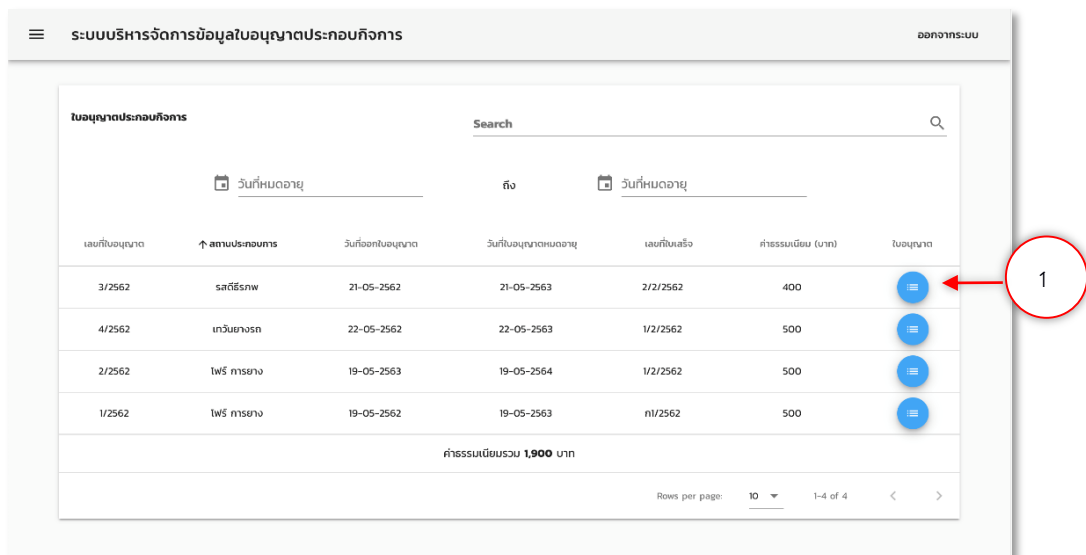 ระบบบริหารจัดการข้อมูลใบอนุญาตประกอบกิจการ ออกจากระบบ
ใบอนุญาตประกอบกิจการ Search
วันที่หมดอายุ ถึง วันที่หมดอายุ
เลขที่ใบอนุญาต สถานประกอบการ วันที่ออกใบอนุญาต วันที่ใบอนุญาตหมดอายุ เลขที่ใบเสร็จ ค่าธรรมเนียม (บาท) ใบอนุญาต
3/2562 รสดีธีรภพ 21-05-2562 21-05-2563 2/2/2562 400 1
4/2562 เทวันยางรถ 22-05-2562 22-05-2563 1/2/2562 500
2/2562 โฟร์ การยาง 19-05-2563 19-05-2564 1/2/2562 500
1/2562 โฟร์ การยาง 19-05-2562 19-05-2563 ก1/2562 500
ค่าธรรมเนียมรวม 1,900 บาท
Rows per page: 10 1-4 of 4